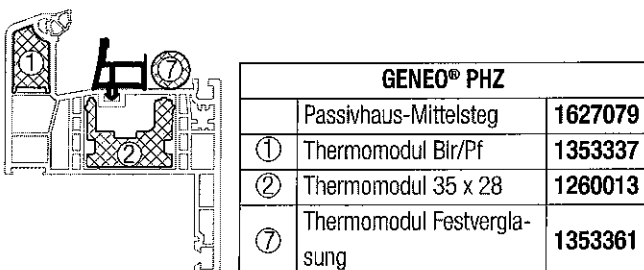 1
7
2
GENEO® PHZ
Passivhaus-Mittelsteg 1627079
① Thermomodul Blr/Pf 1353337
② Thermomodul 35 x 28 1260013
⑦ Thermomodul Festvergla-
sung 1353361